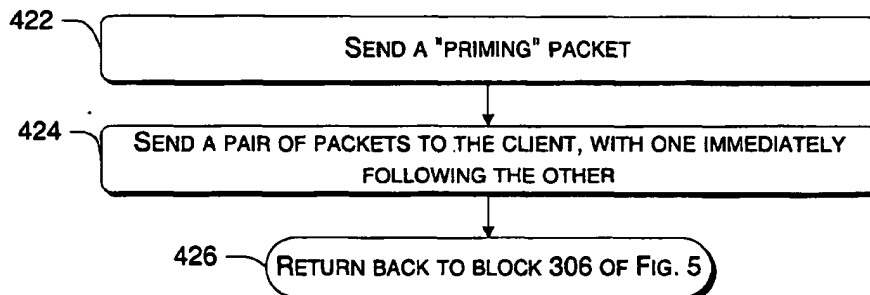 422
SEND A "PRIMING" PACKET
424
SEND A PAIR OF PACKETS TO THE CLIENT, WITH ONE IMMEDIATELY
FOLLOWING THE OTHER
426
RETURN BACK TO BLOCK 306 OF FIG. 5